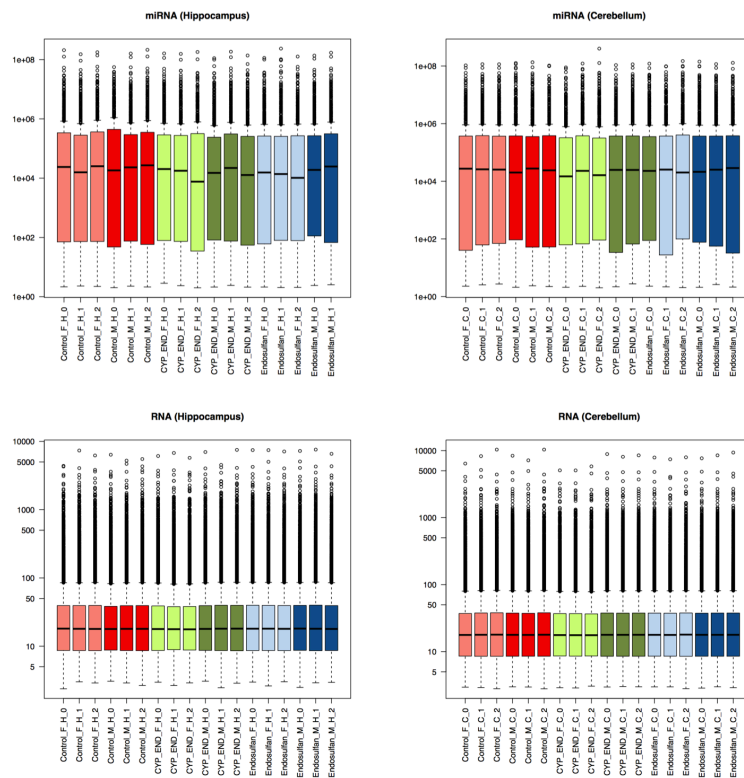 miRNA (Hippocampus)
1e+08
1e+06
1e+04
1e+02
1e+00
Control_F_H_0
Control_F_H_1
Control_F_H_2
Control_M_H_0
Control_M_H_1
Control_M_H_2
CYP_END_F_H_0
CYP_END_F_H_1
CYP_END_F_H_2
CYP_END_M_H_0
CYP_END_M_H_1
CYP_END_M_H_2
Endosulfan_F_H_0
Endosulfan_F_H_1
Endosulfan_F_H_2
Endosulfan_M_H_0
Endosulfan_M_H_1
miRNA (Cerebellum)
1e+08
1e+06
1e+04
1e+02
1e+00
Control_F_C_0
Control_F_C_1
Control_F_C_2
Control_M_C_0
Control_M_C_1
Control_M_C_2
CYP_END_F_C_0
CYP_END_F_C_1
CYP_END_F_C_2
CYP_END_M_C_0
CYP_END_M_C_1
Endosulfan_F_C_0
Endosulfan_F_C_1
Endosulfan_F_C_2
Endosulfan_M_C_0
Endosulfan_M_C_1
Endosulfan_M_C_2
RNA (Hippocampus)
10000
5000
1000
500
100
50
10
5
Control_F_H_0
Control_F_H_1
Control_F_H_2
Control_M_H_0
Control_M_H_1
Control_M_H_2
CYP_END_F_H_0
CYP_END_F_H_1
CYP_END_F_H_2
CYP_END_M_H_0
CYP_END_M_H_1
CYP_END_M_H_2
Endosulfan_F_H_0
Endosulfan_F_H_1
Endosulfan_F_H_2
Endosulfan_M_H_0
Endosulfan_M_H_1
Endosulfan_M_H_2
RNA (Cerebellum)
10000
5000
1000
500
100
50
10
5
Control_F_C_0
Control_F_C_1
Control_F_C_2
Control_M_C_0
Control_M_C_1
Control_M_C_2
CYP_END_F_C_0
CYP_END_F_C_1
CYP_END_F_C_2
CYP_END_M_C_0
CYP_END_M_C_1
CYP_END_M_C_2
Endosulfan_F_C_0
Endosulfan_F_C_1
Endosulfan_F_C_2
Endosulfan_M_C_0
Endosulfan_M_C_1
Endosulfan_M_C_2